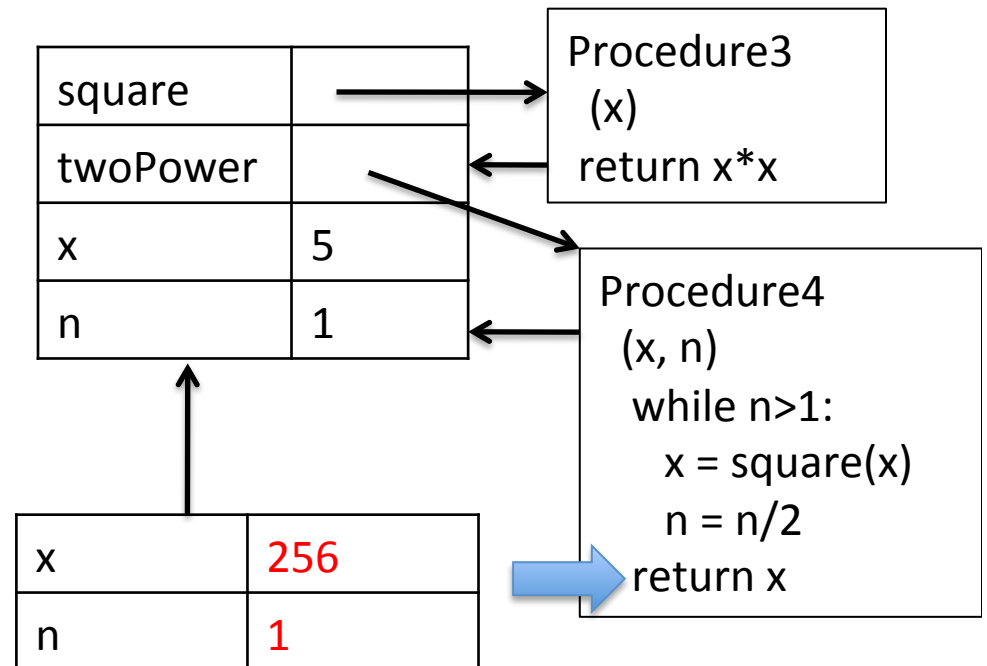 square
twoPower
x 5
n 1
Procedure3
(x)
return x*x
Procedure4
(x, n)
while n>1:
x = square(x)
n = n/2
return x
x 256
n 1